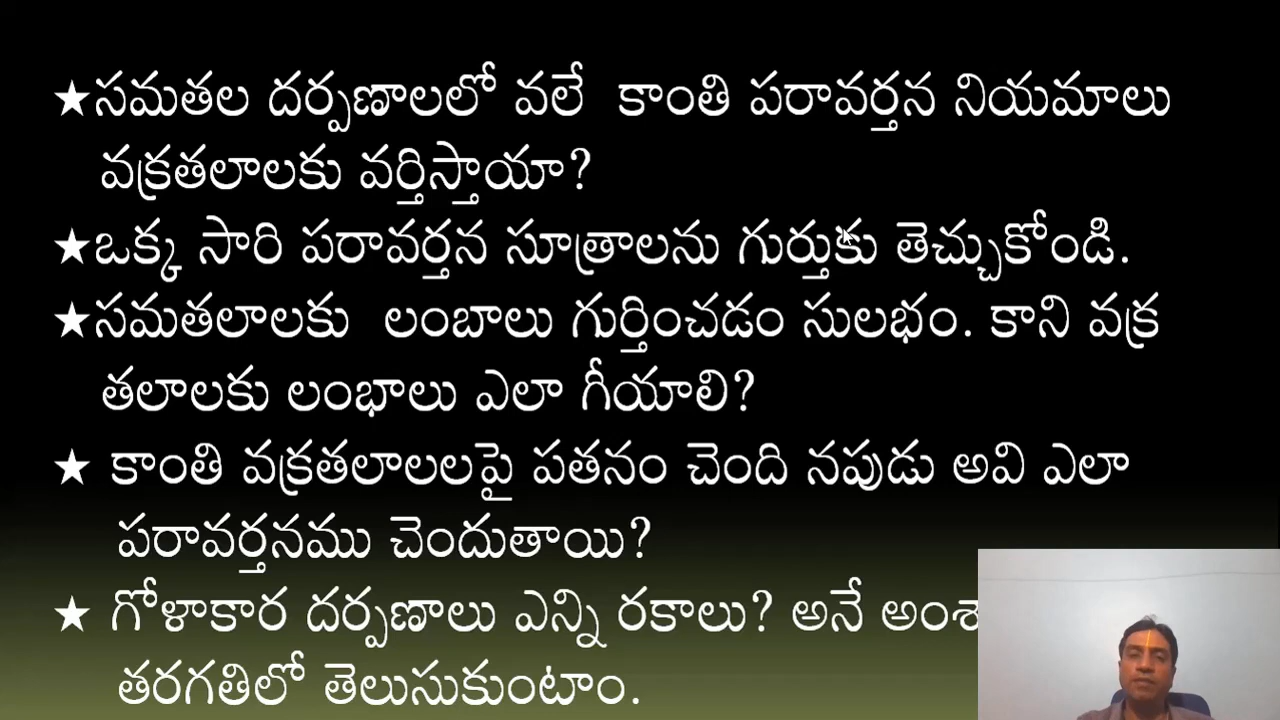 ★సమతల దర్పణాలలో వలే కాంతి పరావర్తన నియమాలు
వక్రతలాలకు వర్తిస్తాయా?
★ఒక్క సారి పరావర్తన సూత్రాలను గుర్తుకు తెచ్చుకోండి.
★సమతలాలకు లంబాలు గుర్తించడం సులభం. కాని వక్ర
తలాలకు లంభాలు ఎలా గీయాలి?
★ కాంతి వక్రతలాలలపై పతనం చెంది నపుడు అవి ఎలా
పరావర్తనము చెందుతాయి?
★ గోళాకార దర్పణాలు ఎన్ని రకాలు? అనే
తరగతిలో తెలుసుకుంటాం.